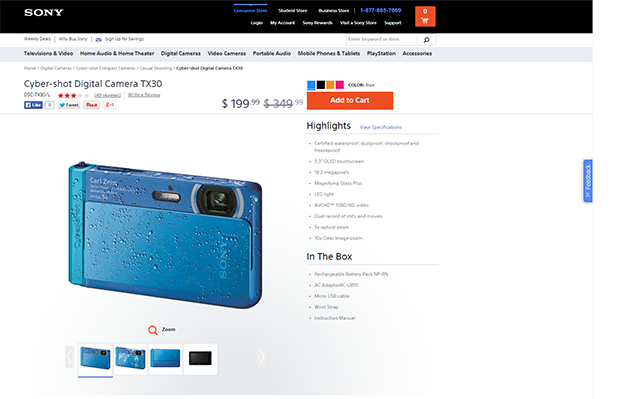 SONY
Consumer Store Student Store Business Store 1-877-865-7669
Login My Account Sony Rewards Visit a Sony Store Support
0
Weekly Deals Why Buy Sony Sign Up for Savings
Enter keyword or item
Televisions & Video Home Audio & Home Theater Digital Cameras Video Cameras Portable Audio Mobile Phones & Tablets PlayStation Accessories
Home / Digital Cameras / Cyber-shot Compact Cameras / Casual Shooting / Cyber-shot Digital Camera TX30
Cyber-shot Digital Camera TX30
DSC-TX30/L (49 reviews) Write a Review
Like Tweet Pin it +1
$ 199.99 $ 349.99
COLOR: Blue
Add to Cart
Highlights View Specifications
Certified waterproof, dustproof, shockproof and freezeproof
3.3" OLED touchscreen
18.2 megapixels
Magnifying Glass Plus
LED light
AVCHD™ 1080/60i video
Dual record of stills and movies
5x optical zoom
10x Clear Image zoom
In The Box
Rechargeable Battery Pack NP-BN
AC Adaptor
Micro USB cable
Wrist Strap
Instruction Manual
Carl Zeiss
SONY
Zoom
Feedback